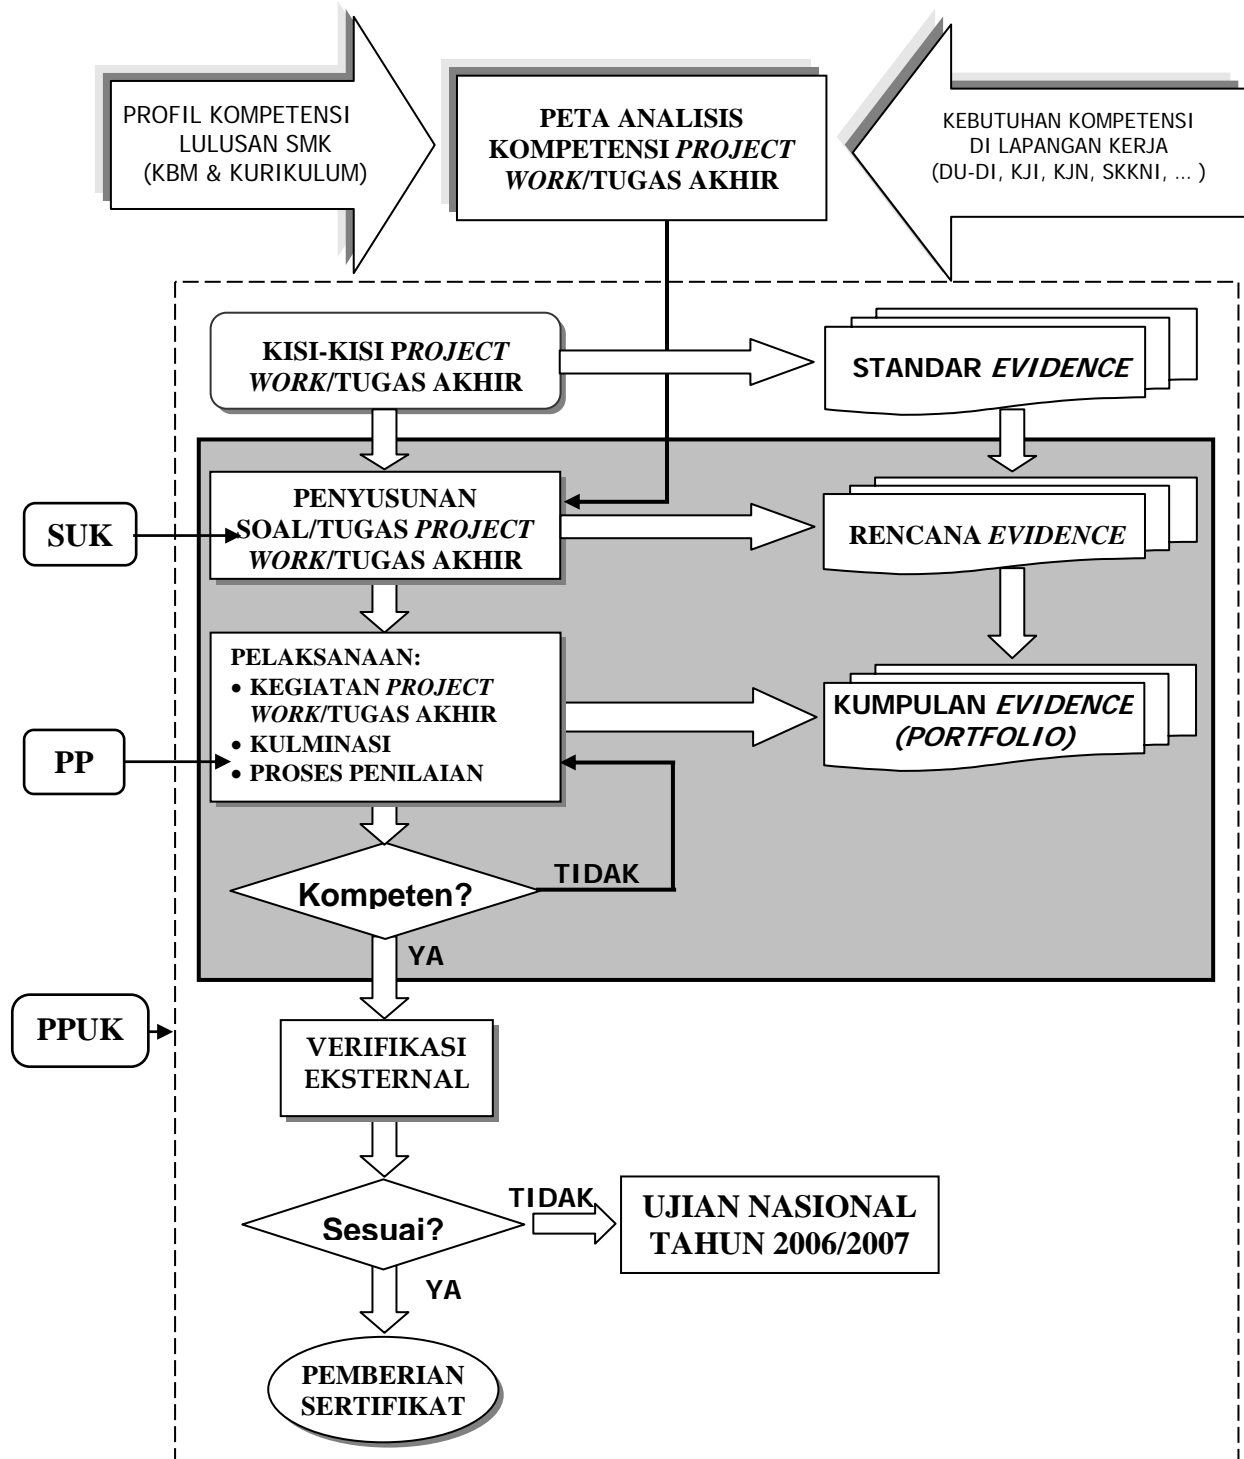 PROFIL KOMPETENSI
LULUSAN SMK
(KBM & KURIKULUM)
PETA ANALISIS
KOMPETENSI PROJECT
WORK/TUGAS AKHIR
KEBUTUHAN KOMPETENSI
DI LAPANGAN KERJA
(DU-DI, KJI, KJN, SKKNI, ... )
KISI-KISI PROJECT
WORK/TUGAS AKHIR
STANDAR EVIDENCE
SUK
PENYUSUNAN
SOAL/TUGAS PROJECT
WORK/TUGAS AKHIR
RENCANA EVIDENCE
PP
PELAKSANAAN:
• KEGIATAN PROJECT
WORK/TUGAS AKHIR
• KULMINASI
• PROSES PENILAIAN
KUMPULAN EVIDENCE
(PORTFOLIO)
Kompeten?
TIDAK
YA
PPUK
VERIFIKASI
EKSTERNAL
Sesuai?
TIDAK
UJIAN NASIONAL
TAHUN 2006/2007
YA
PEMBERIAN
SERTIFIKAT